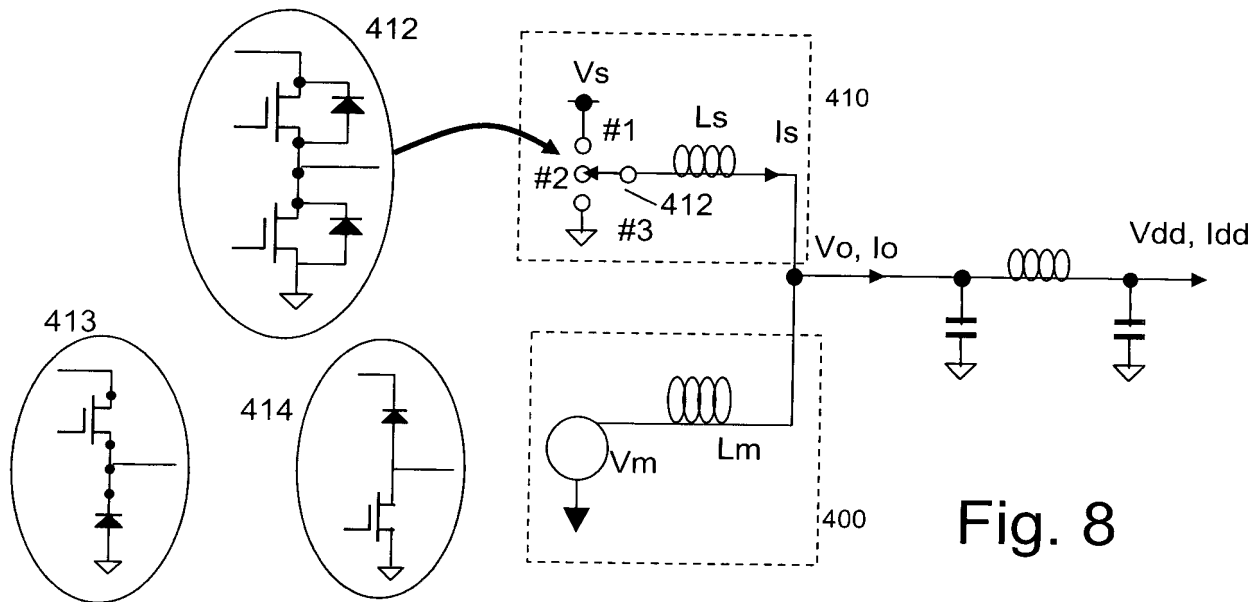 412
Vs
410
#1
Ls
Is
#2
412
#3
Vo, Io
Vdd, Idd
413
414
Vm
Lm
400
Fig. 8